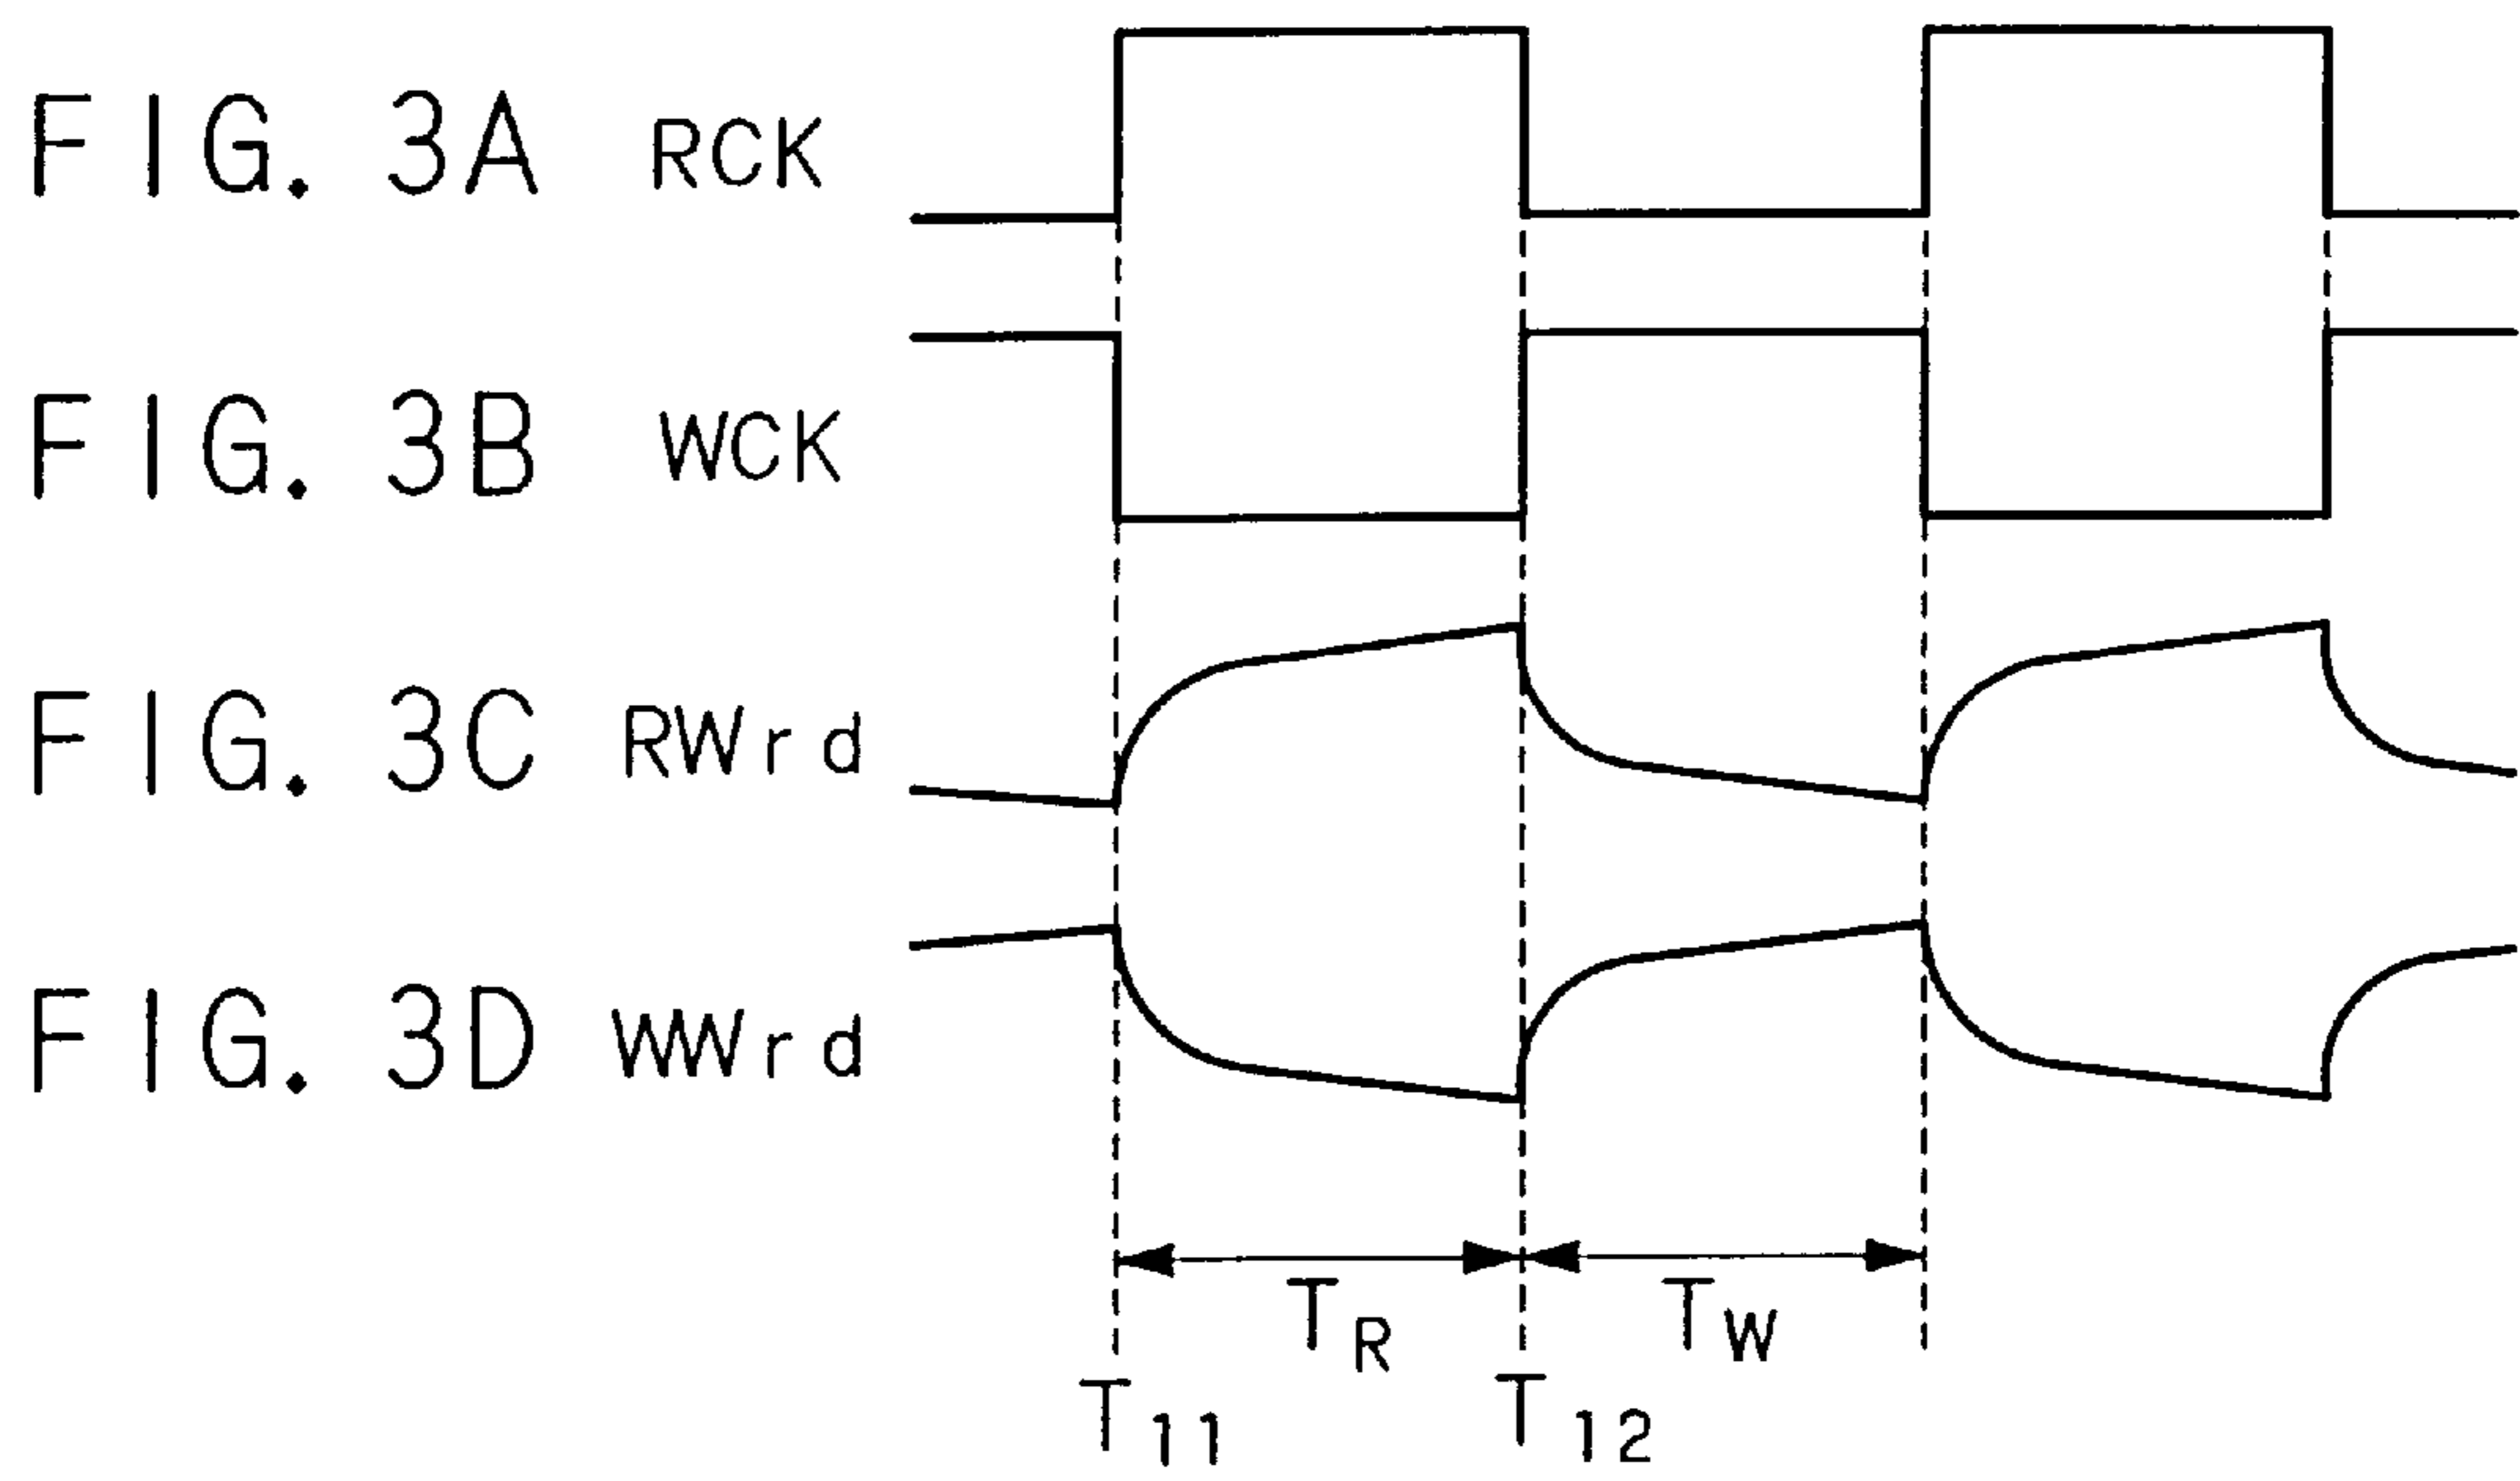 FIG. 3A RCK
FIG. 3B WCK
FIG. 3C RWrd
FIG. 3D WWrd
TR TW
T11 T12